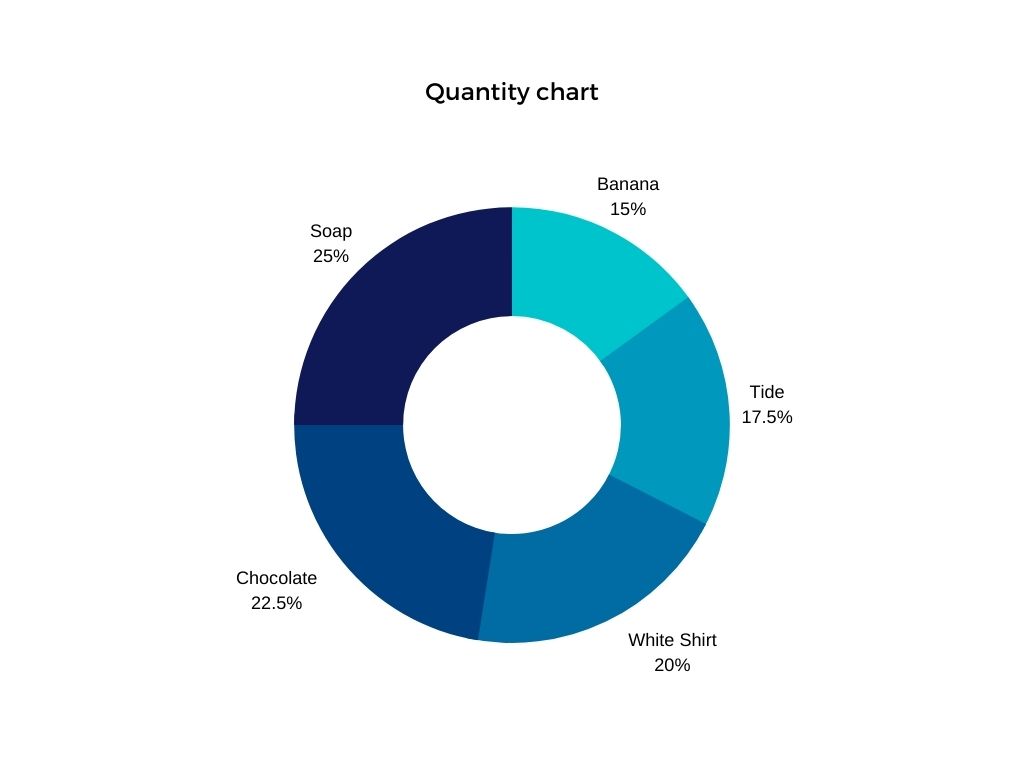 Quantity chart
Banana
15%
Soap
25%
Tide
17.5%
Chocolate
22.5%
White Shirt
20%